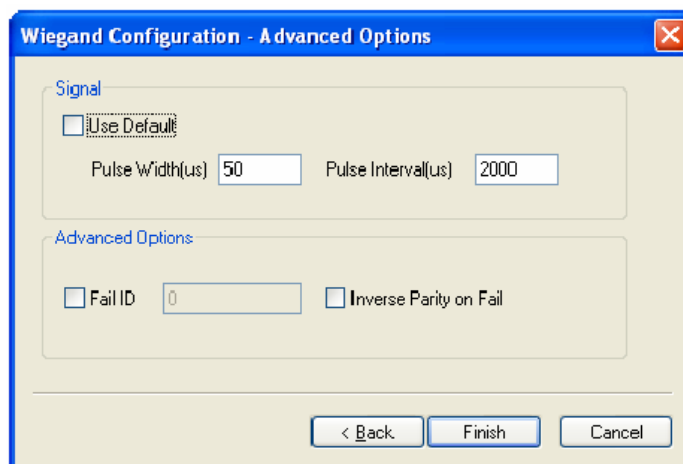 Wiegand Configuration - Advanced Options
Signal
Use Default
Pulse Width(us) 50 Pulse Interval(us) 2000
Advanced Options
Fail ID 0 Inverse Parity on Fail
< Back Finish Cancel